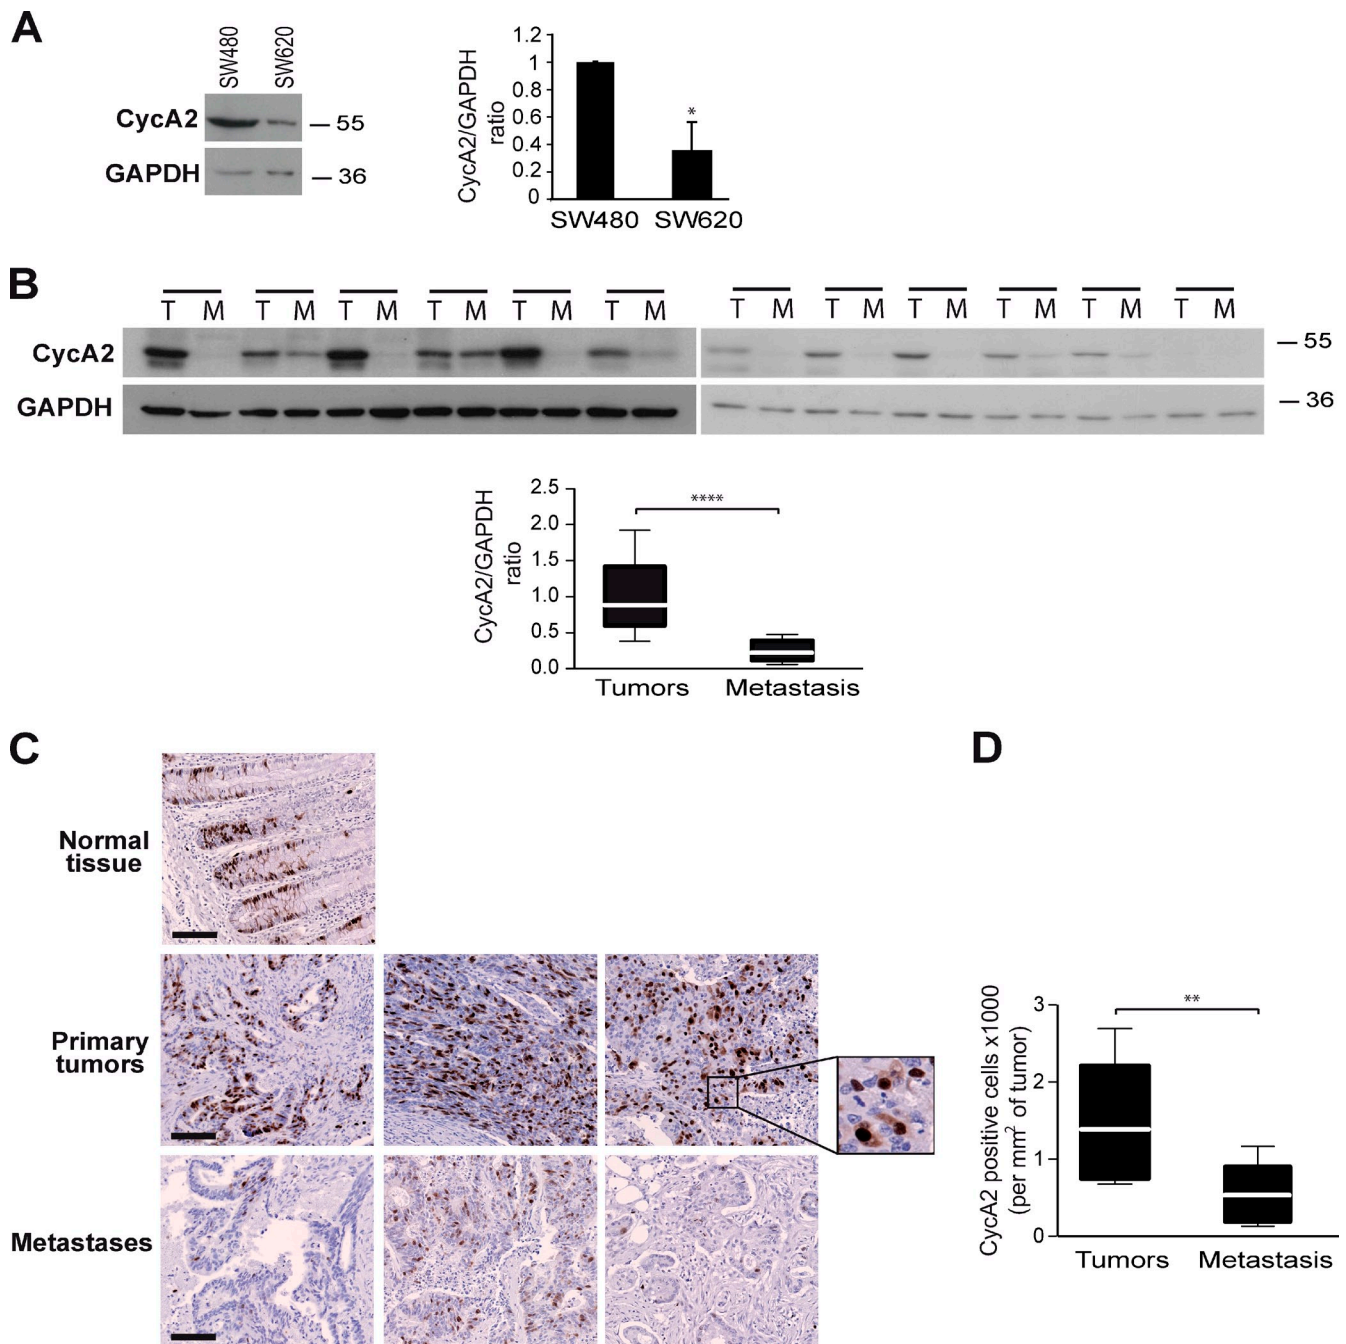 A
SW480
SW620
CycA2
— 55
GAPDH
— 36
CycA2/GAPDH
ratio
1.2
1
0.8
0.6
0.4
0.2
0
*
SW480 SW620
B
T M T M T M T M T M T M T M T M T M T M T M T M
CycA2
— 55
GAPDH
— 36
CycA2/GAPDH
ratio
2.5
2.0
1.5
1.0
0.5
0.0
****
Tumors Metastasis
C
Normal
tissue
Primary
tumors
Metastases
D
CycA2 positive cells x1000
(per mm² of tumor)
3
2
1
0
**
Tumors Metastasis